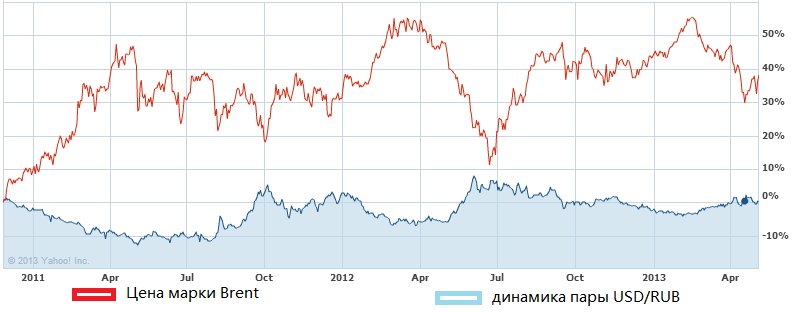 50%
40%
30%
20%
10%
0%
-10%
© 2013 Yahoo! Inc.
2011 Apr Jul Oct 2012 Apr Jul Oct 2013 Apr
Цена марки Brent
динамика пары USD/RUB